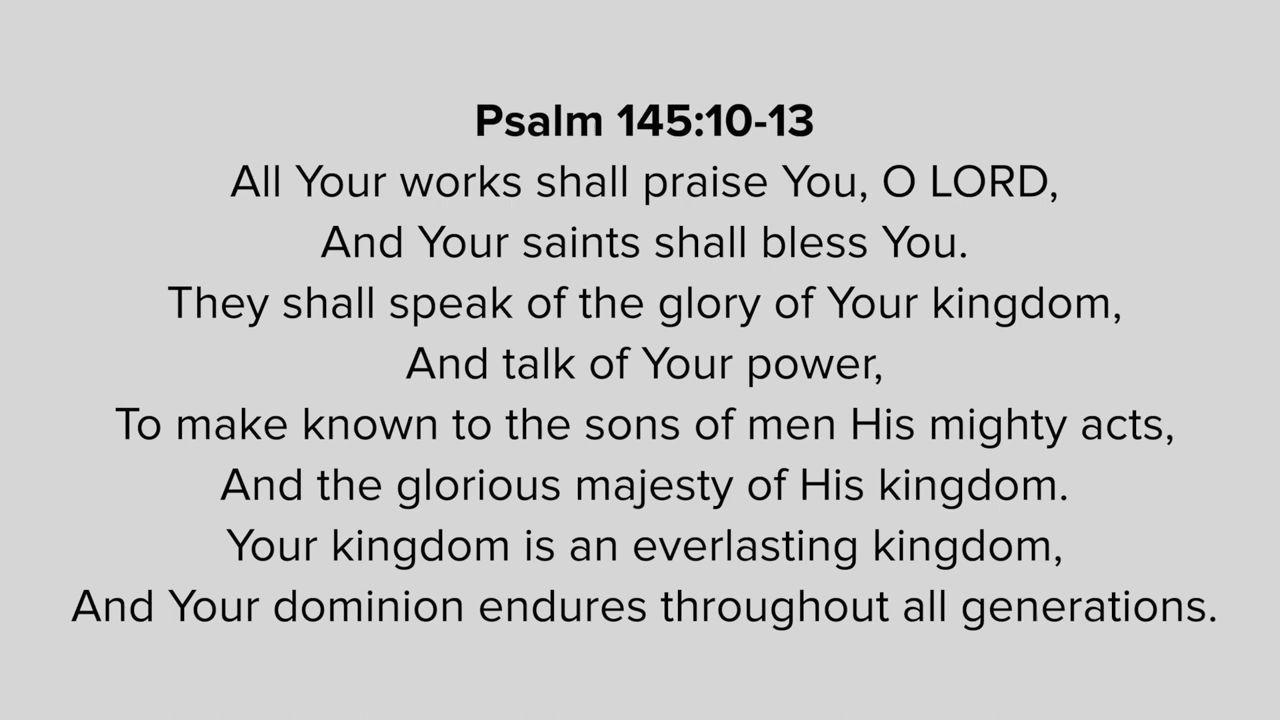 Psalm 145:10-13
All Your works shall praise You, O LORD,
And Your saints shall bless You.
They shall speak of the glory of Your kingdom,
And talk of Your power,
To make known to the sons of men His mighty acts,
And the glorious majesty of His kingdom.
Your kingdom is an everlasting kingdom,
And Your dominion endures throughout all generations.